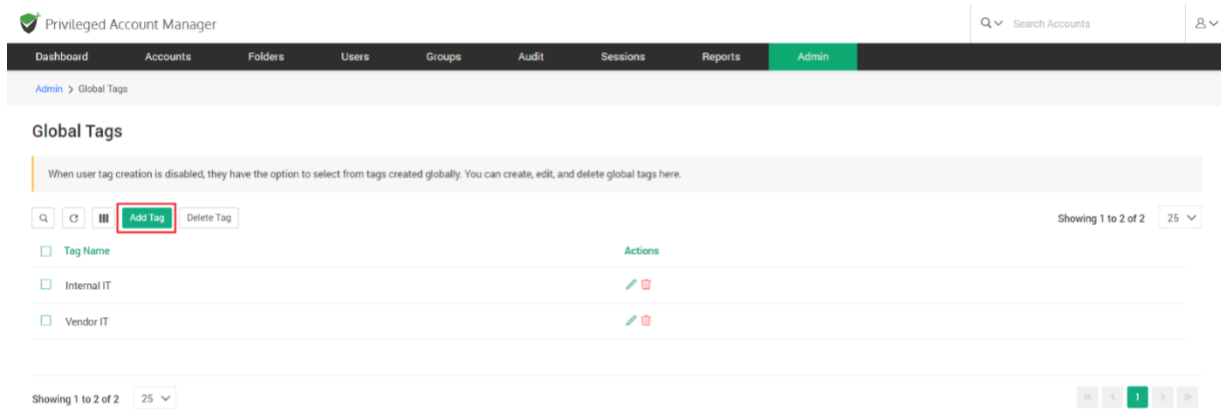 Privileged Account Manager
Search Accounts
Dashboard Accounts Folders Users Groups Audit Sessions Reports Admin
Admin > Global Tags
Global Tags
When user tag creation is disabled, they have the option to select from tags created globally. You can create, edit, and delete global tags here.
Add Tag Delete Tag Showing 1 to 2 of 2 25
Tag Name Actions
Internal IT
Vendor IT
Showing 1 to 2 of 2 25 « < 1 > »